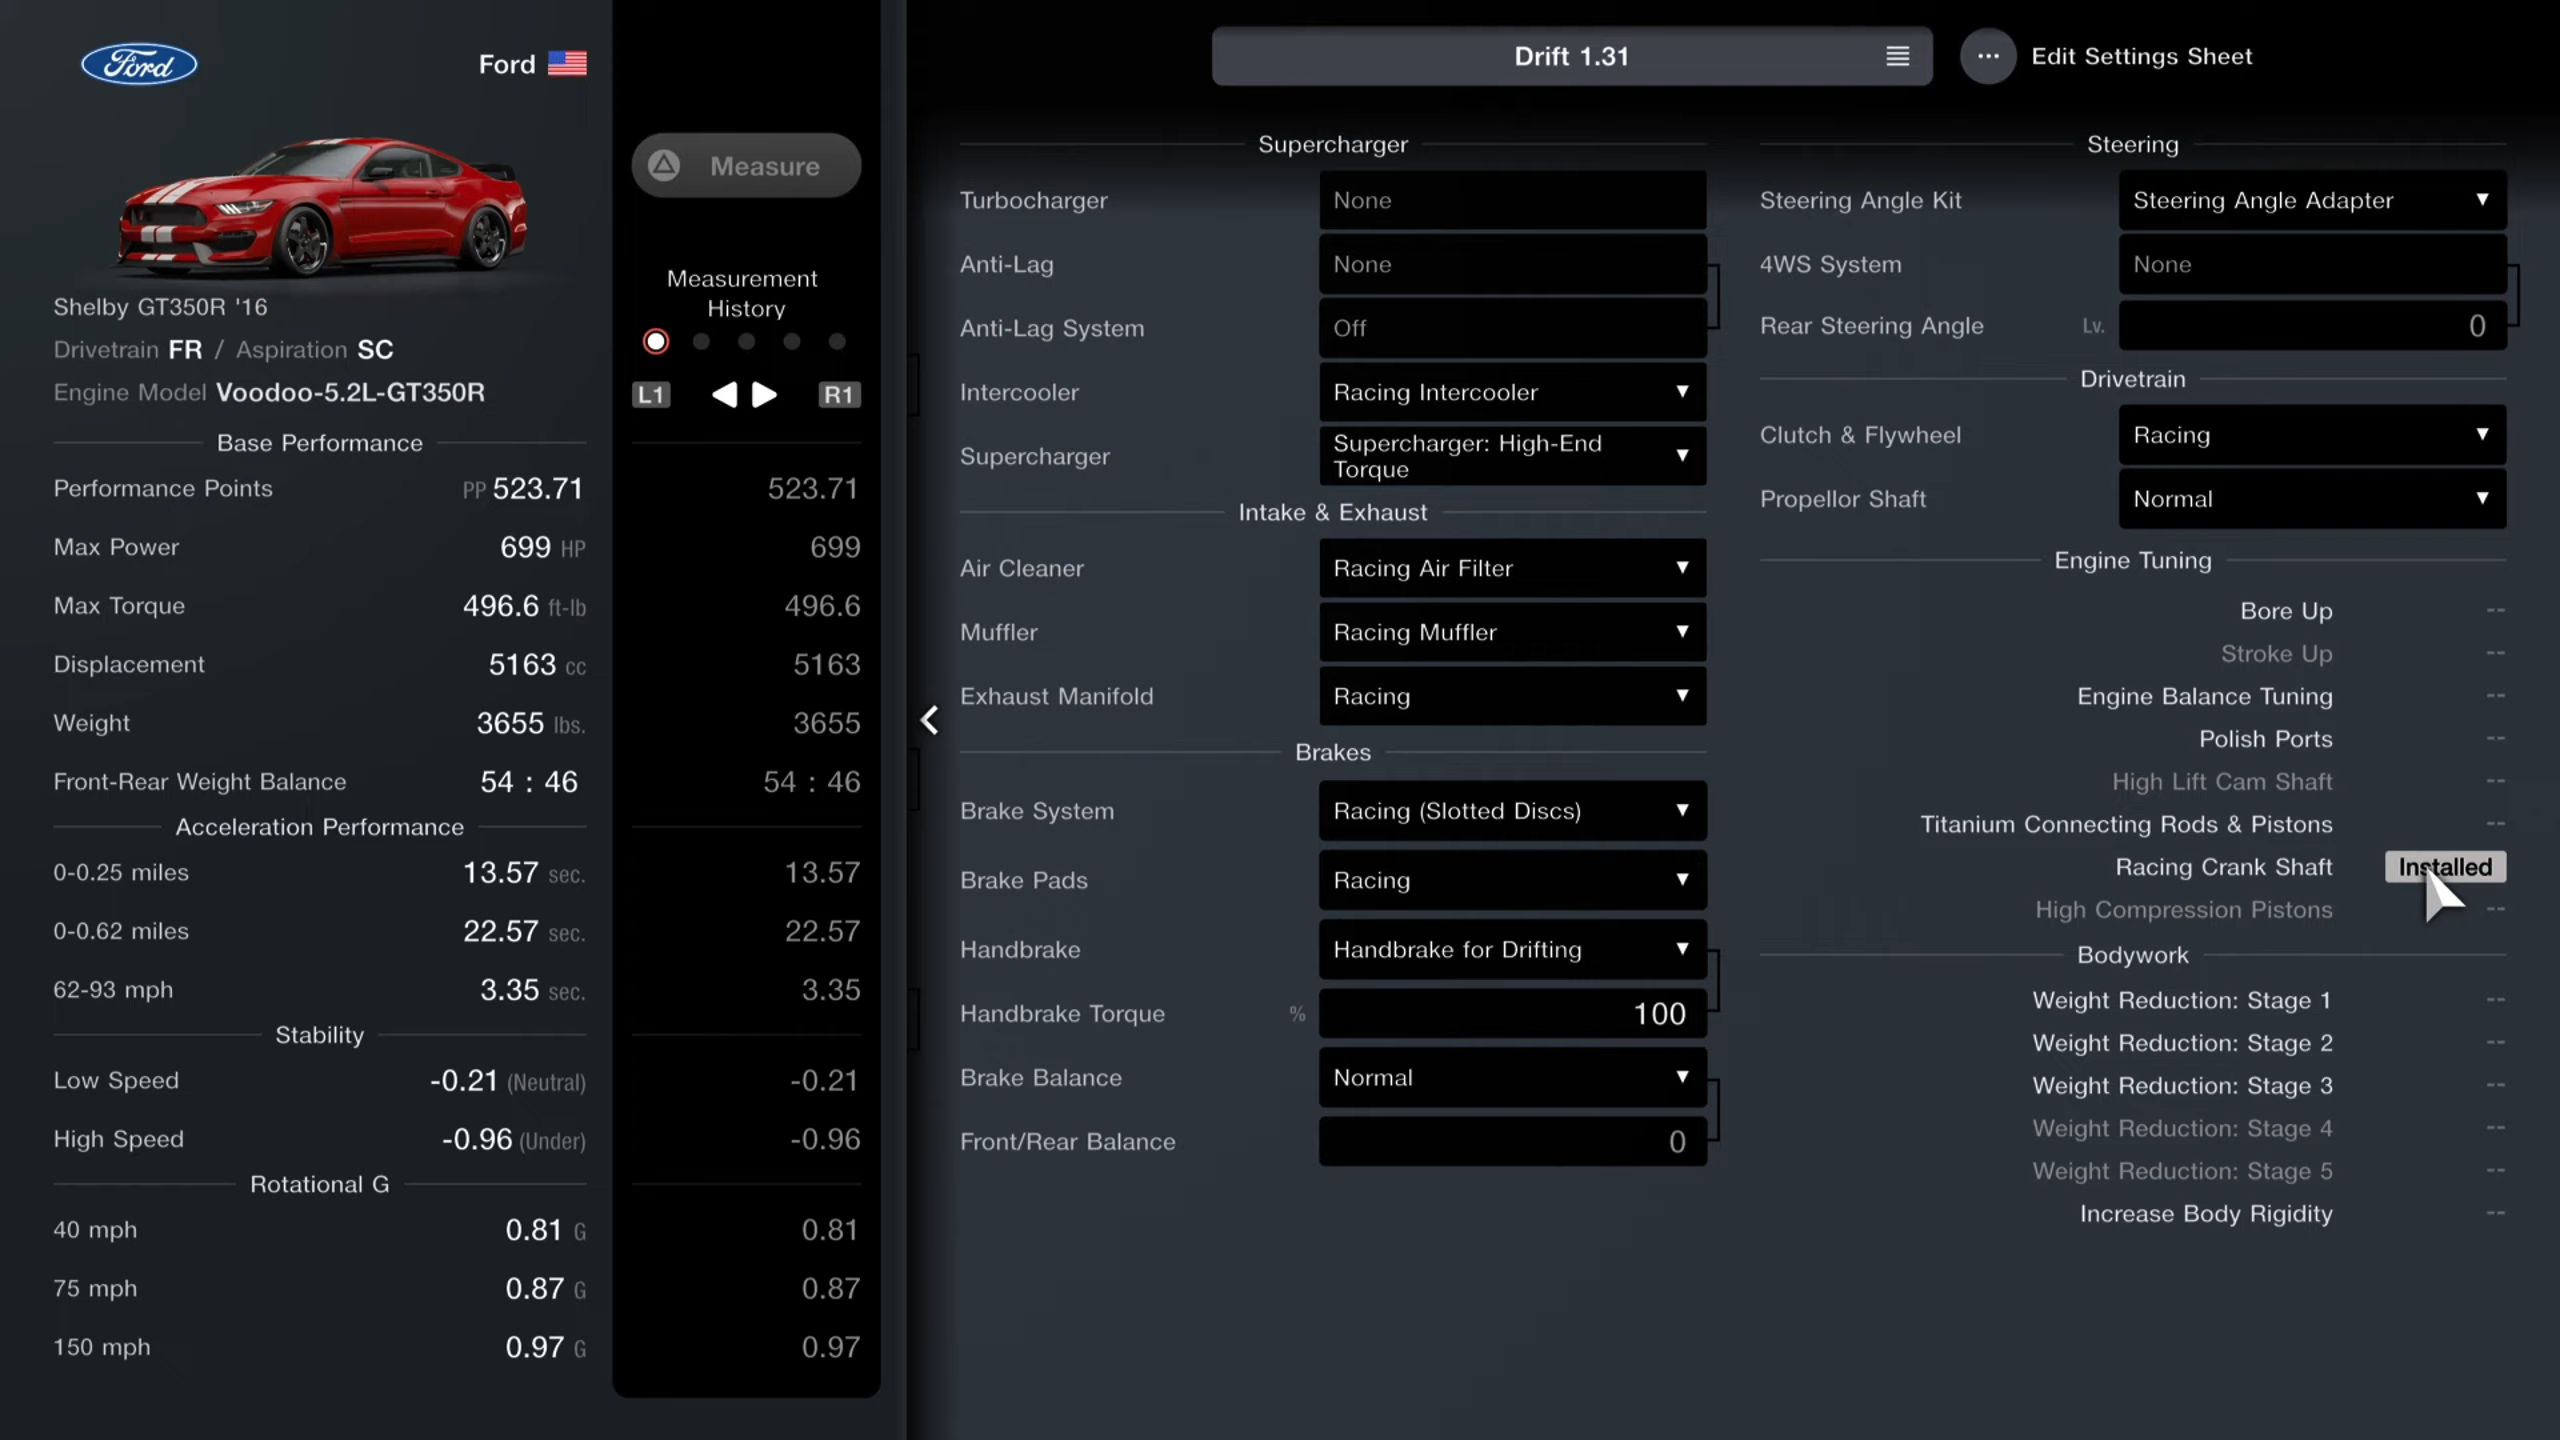 Ford
Ford
Shelby GT350R '16
Drivetrain FR / Aspiration SC
Engine Model Voodoo-5.2L-GT350R
Base Performance
Performance Points PP 523.71
Max Power 699 HP
Max Torque 496.6 ft-lb
Displacement 5163 cc
Weight 3655 lbs.
Front-Rear Weight Balance 54 : 46
Acceleration Performance
0-0.25 miles 13.57 sec.
0-0.62 miles 22.57 sec.
62-93 mph 3.35 sec.
Stability
Low Speed -0.21 (Neutral)
High Speed -0.96 (Under)
Rotational G
40 mph 0.81 G
75 mph 0.87 G
150 mph 0.97 G
Measure
Measurement
History
L1 R1
523.71
699
496.6
5163
3655
54 : 46
13.57
22.57
3.35
-0.21
-0.96
0.81
0.87
0.97
Drift 1.31
Edit Settings Sheet
Supercharger
Turbocharger None
Anti-Lag None
Anti-Lag System Off
Intercooler Racing Intercooler
Supercharger Supercharger: High-End
Torque
Intake & Exhaust
Air Cleaner Racing Air Filter
Muffler Racing Muffler
Exhaust Manifold Racing
Brakes
Brake System Racing (Slotted Discs)
Brake Pads Racing
Handbrake Handbrake for Drifting
Handbrake Torque % 100
Brake Balance Normal
Front/Rear Balance 0
Steering
Steering Angle Kit Steering Angle Adapter
4WS System None
Rear Steering Angle Lv. 0
Drivetrain
Clutch & Flywheel Racing
Propellor Shaft Normal
Engine Tuning
Bore Up --
Stroke Up --
Engine Balance Tuning --
Polish Ports --
High Lift Cam Shaft --
Titanium Connecting Rods & Pistons --
Racing Crank Shaft Installed
High Compression Pistons --
Bodywork
Weight Reduction: Stage 1 --
Weight Reduction: Stage 2 --
Weight Reduction: Stage 3 --
Weight Reduction: Stage 4 --
Weight Reduction: Stage 5 --
Increase Body Rigidity --